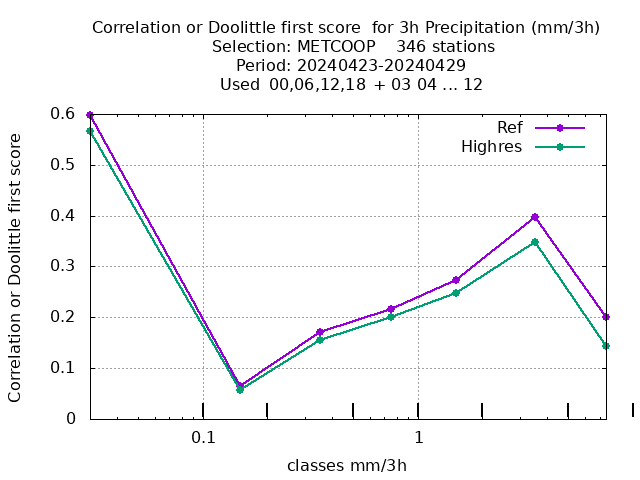 Correlation or Doolittle first score  for 3h Precipitation (mm/3h)
Selection: METCOOP    346 stations
Period: 20240423-20240429
Used  00,06,12,18  + 03 04 ... 12
Ref
Highres
0.6
0.5
0.4
0.3
0.2
0.1
0
Correlation or Doolittle first score
0.1 1
classes mm/3h